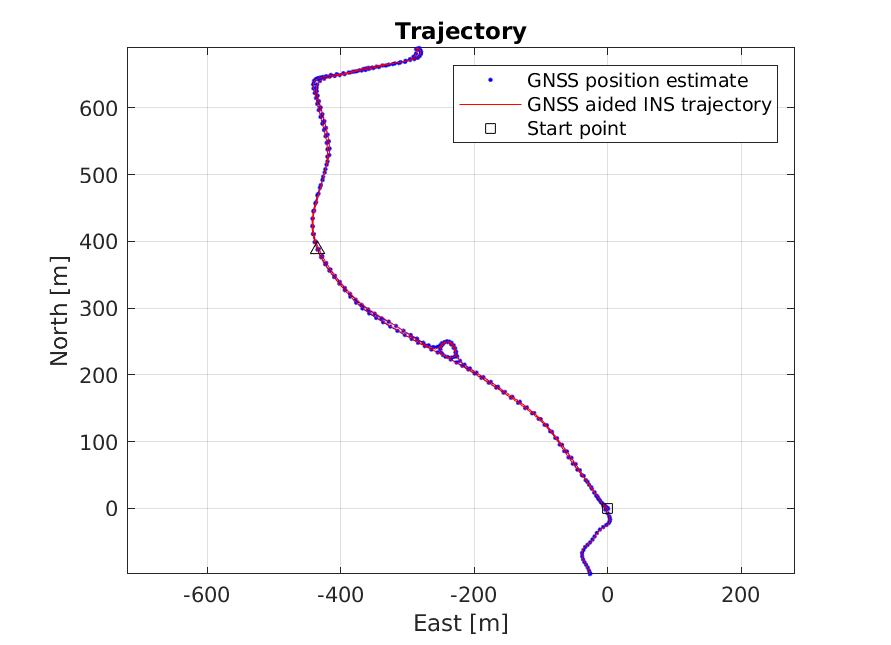 Trajectory
GNSS position estimate
GNSS aided INS trajectory
Start point
North [m]
600
500
400
300
200
100
0
-600 -400 -200 0 200
East [m]